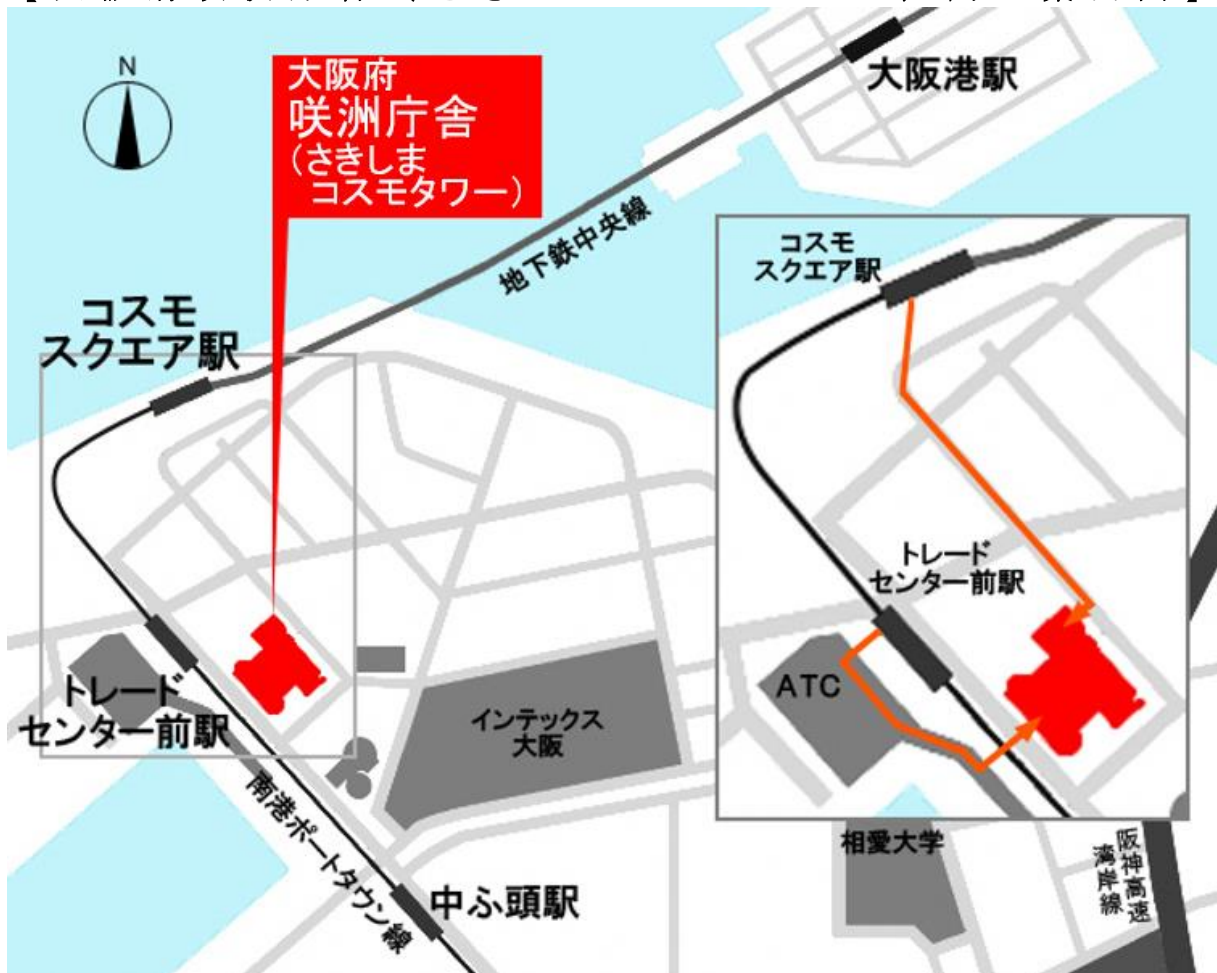 N
大阪府
咲洲庁舎
(さきしま
コスモタワー)
大阪港駅
地下鉄中央線
コスモ
スクエア駅
コスモ
スクエア駅
トレード
センター前駅
ATC
トレード
センター前駅
インテックス
大阪
南港ポートタウン線
中ふ頭駅
相愛大学
阪神高速
湾岸線